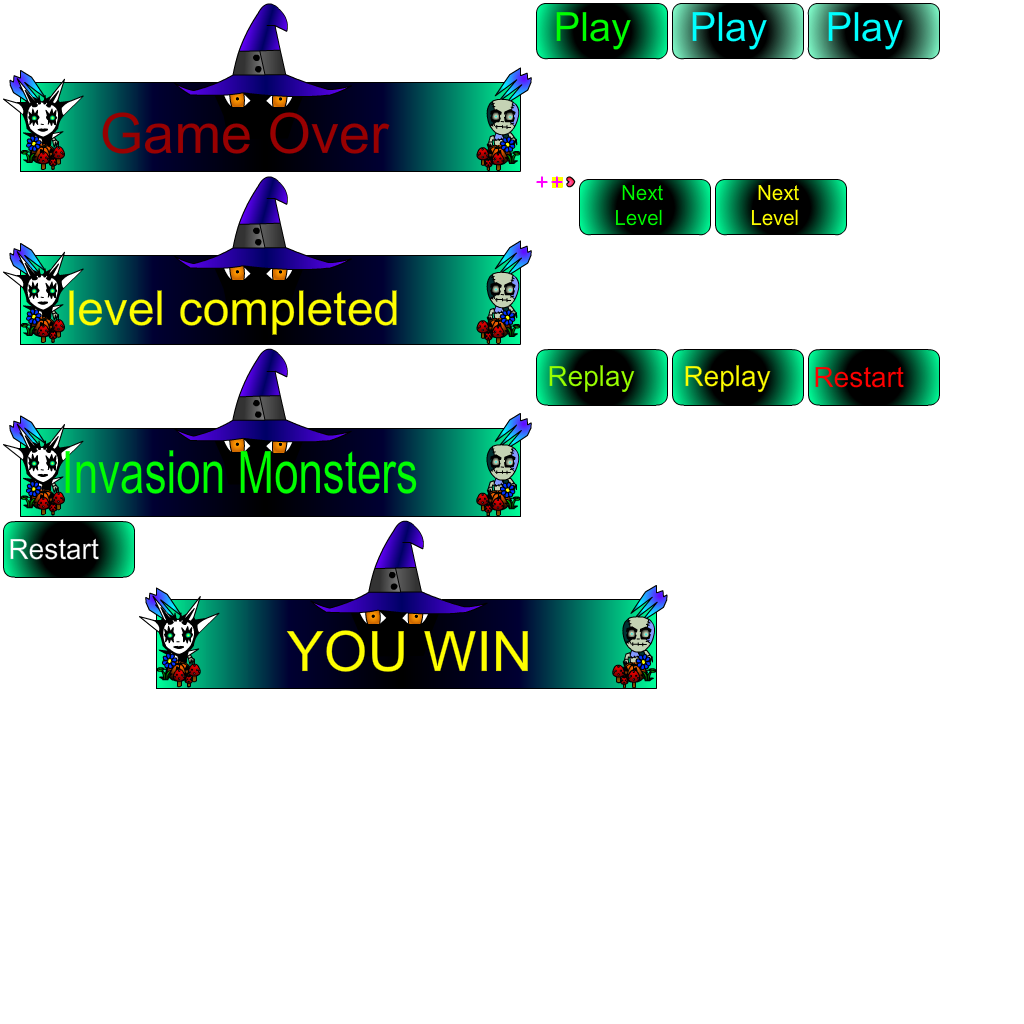 Play
Play
Play
Game Over
Next
Level
Next
Level
level completed
Replay
Replay
Restart
Invasion Monsters
Restart
YOU WIN